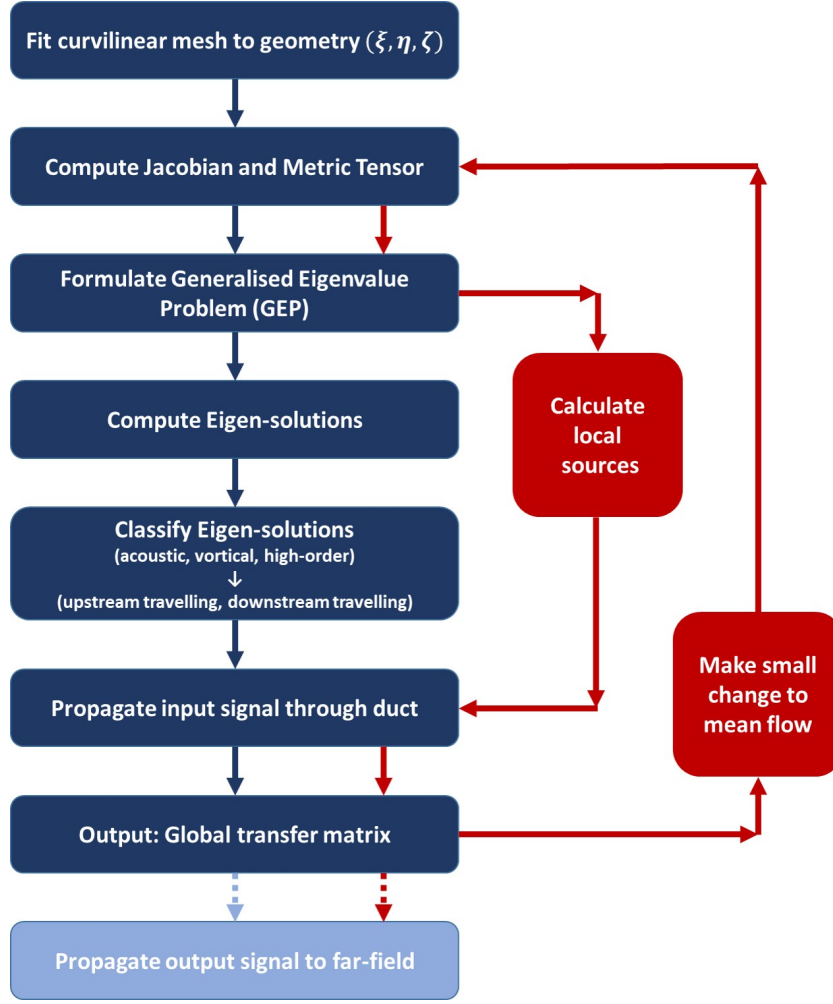 Fit curvilinear mesh to geometry (ξ, η, ζ)
Compute Jacobian and Metric Tensor
Formulate Generalised Eigenvalue
Problem (GEP)
Compute Eigen-solutions
Calculate
local
sources
Classify Eigen-solutions
(acoustic, vortical, high-order)
↓
(upstream travelling, downstream travelling)
Make small
change to
mean flow
Propagate input signal through duct
Output: Global transfer matrix
Propagate output signal to far-field